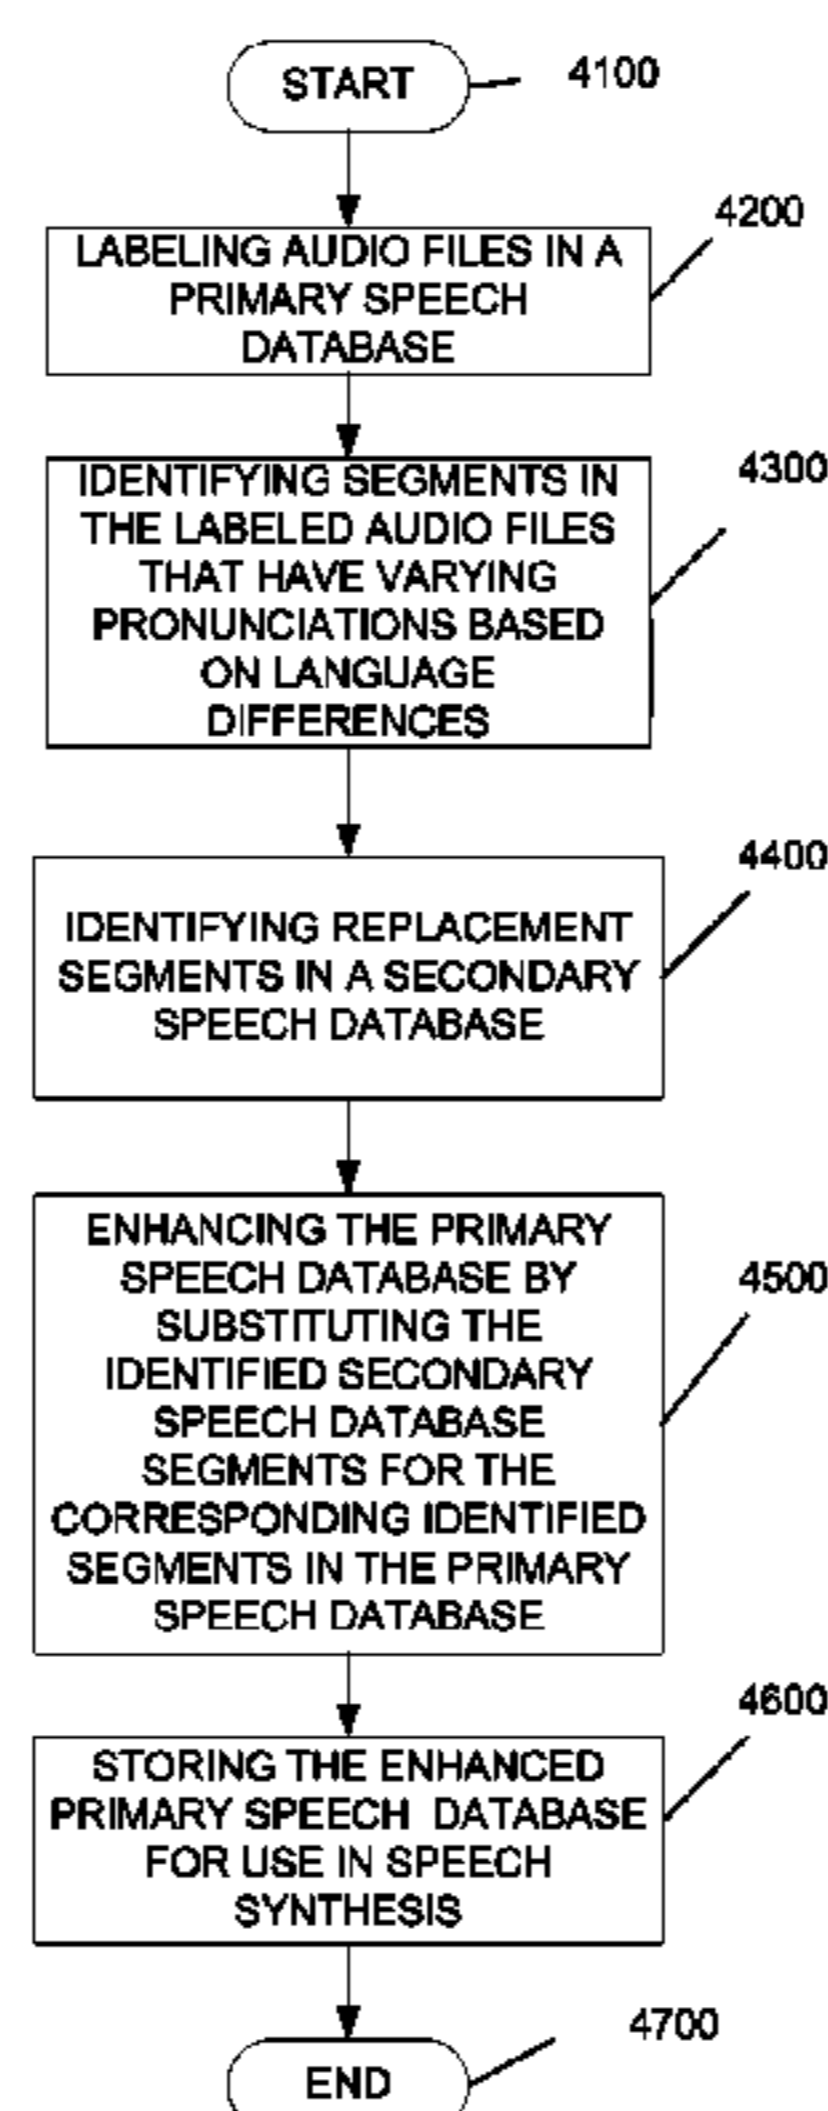 START
4100
4200
LABELING AUDIO FILES IN A
PRIMARY SPEECH
DATABASE
4300
IDENTIFYING SEGMENTS IN
THE LABELED AUDIO FILES
THAT HAVE VARYING
PRONUNCIATIONS BASED
ON LANGUAGE
DIFFERENCES
4400
IDENTIFYING REPLACEMENT
SEGMENTS IN A SECONDARY
SPEECH DATABASE
4500
ENHANCING THE PRIMARY
SPEECH DATABASE BY
SUBSTITUTING THE
IDENTIFIED SECONDARY
SPEECH DATABASE
SEGMENTS FOR THE
CORRESPONDING IDENTIFIED
SEGMENTS IN THE PRIMARY
SPEECH DATABASE
4600
STORING THE ENHANCED
PRIMARY SPEECH DATABASE
FOR USE IN SPEECH
SYNTHESIS
4700
END